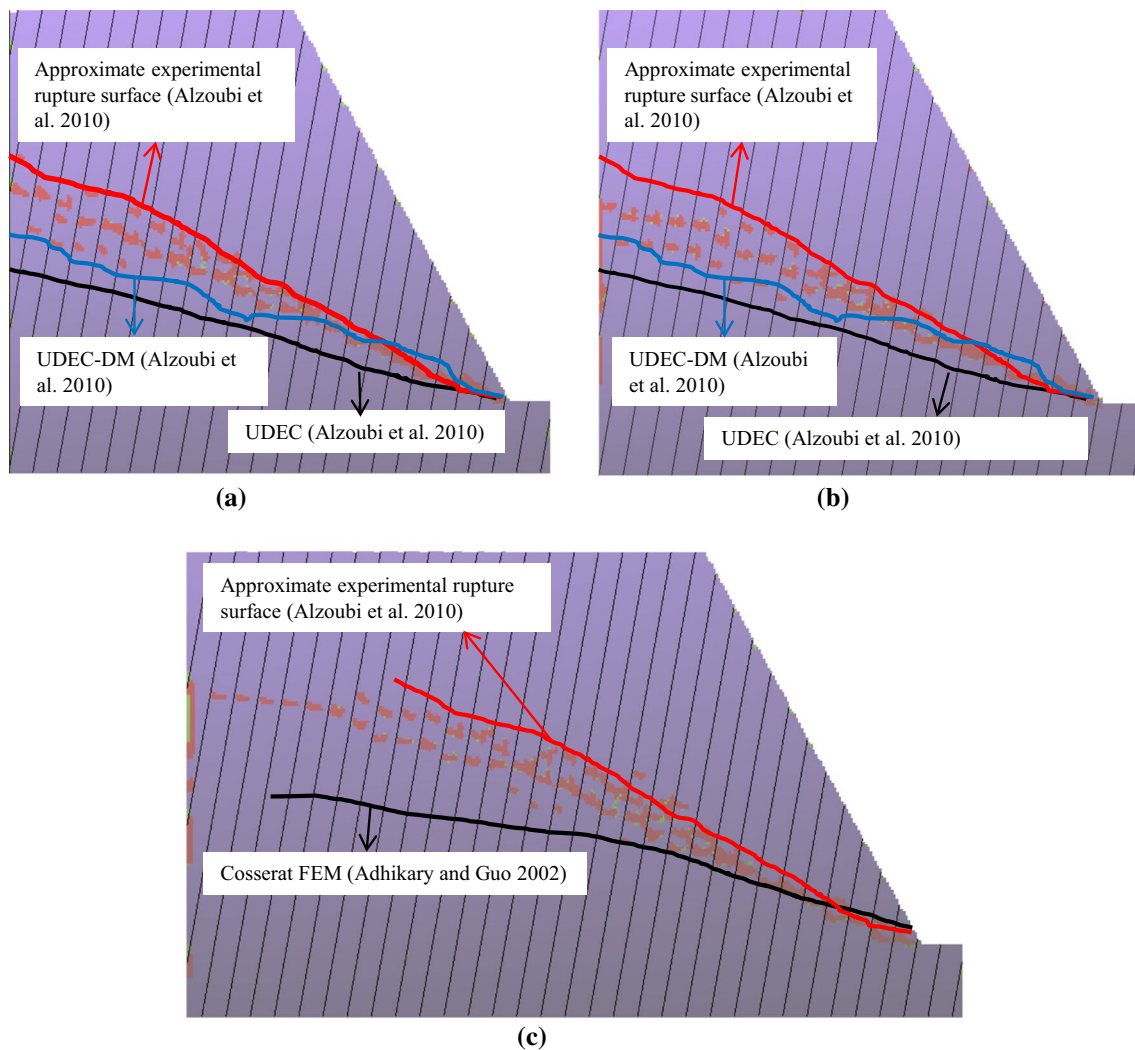 Approximate experimental
rupture surface (Alzoubi et
al. 2010)
UDEC-DM (Alzoubi et
al. 2010)
UDEC (Alzoubi et al. 2010)
(a)
Approximate experimental
rupture surface (Alzoubi et
al. 2010)
UDEC-DM (Alzoubi
et al. 2010)
UDEC (Alzoubi et al. 2010)
(b)
Approximate experimental rupture
surface (Alzoubi et al. 2010)
Cosserat FEM (Adhikary and Guo 2002)
(c)